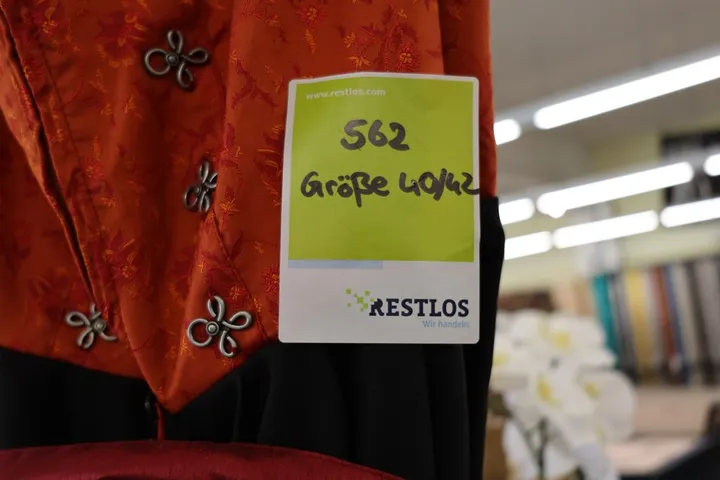 www.restlos.com
562
Größe 40/42
RESTLOS
Wir handeln.